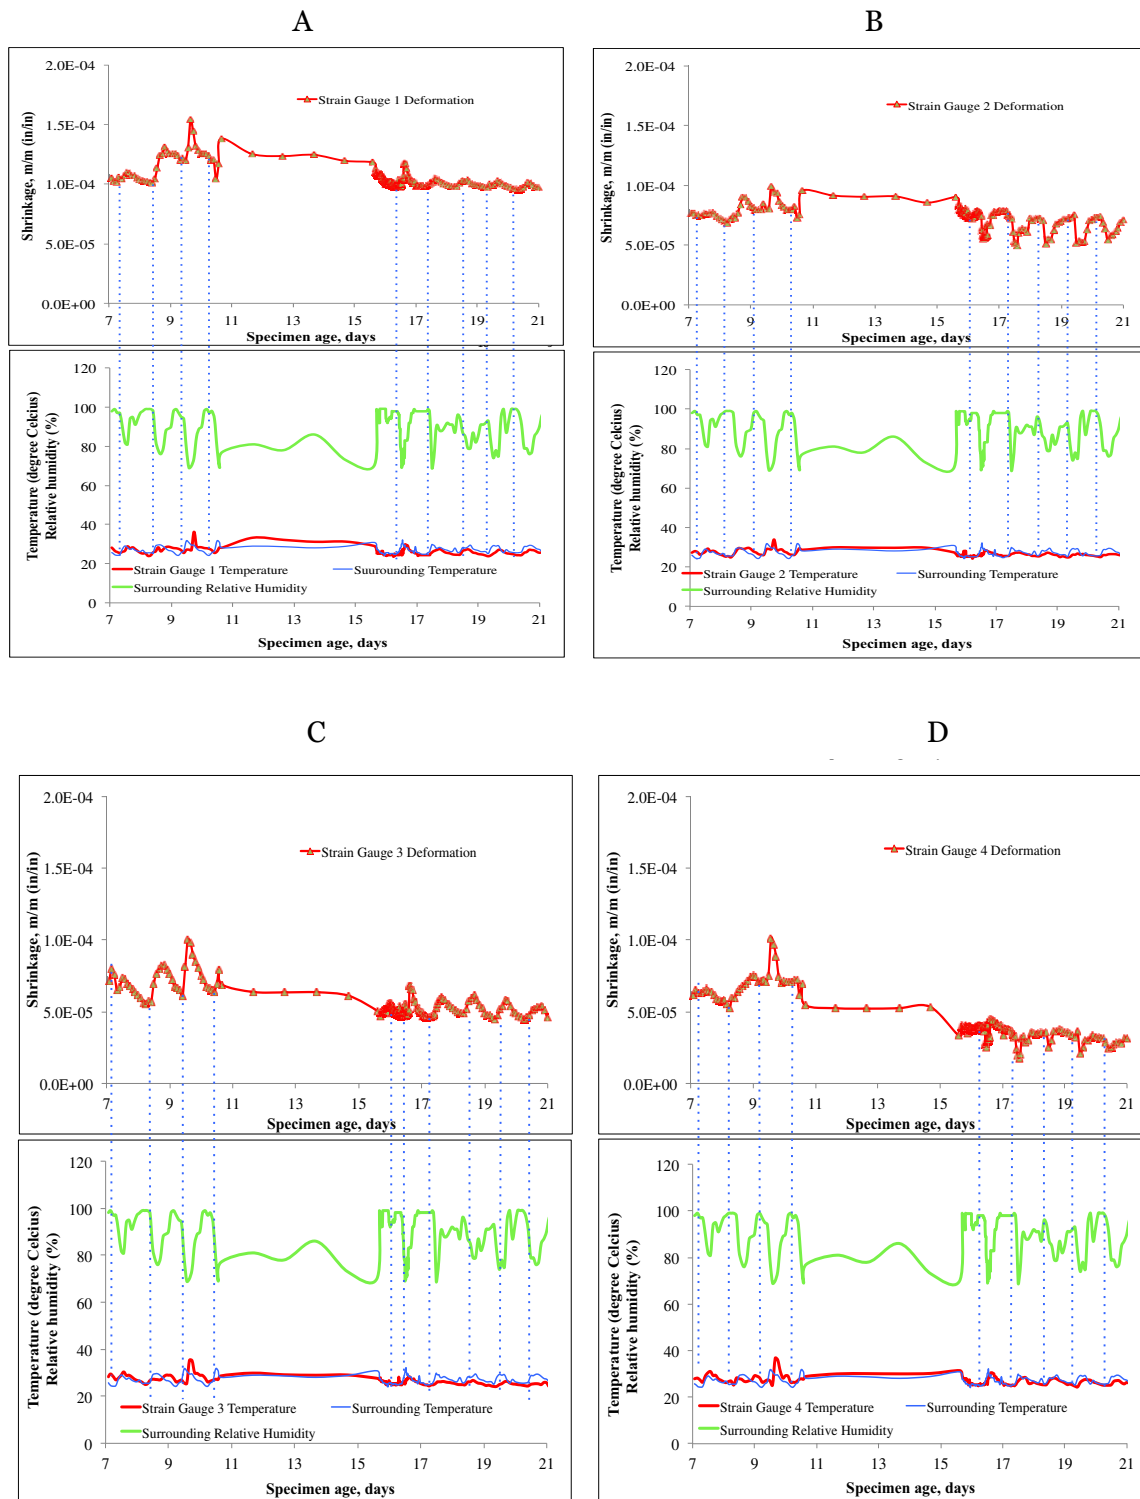 A
B
2.0E-04
1.5E-04
1.0E-04
5.0E-05
0.0E+00
Shrinkage, m/m (in/in)
Strain Gauge 1 Deformation
7 9 11 13 15 17 19 21
Specimen age, days
2.0E-04
1.5E-04
1.0E-04
5.0E-05
0.0E+00
Shrinkage, m/m (in/in)
Strain Gauge 2 Deformation
7 9 11 13 15 17 19 21
Specimen age, days
120
100
80
60
40
20
0
Temperature (degree Celcius)
Relative humidity (%)
Strain Gauge 1 Temperature
Suurounding Temperature
Surrounding Relative Humidity
7 9 11 13 15 17 19 21
Specimen age, days
120
100
80
60
40
20
0
Temperature (degree Celcius)
Relative humidity (%)
Strain Gauge 2 Temperature
Surrounding Temperature
Surrounding Relative Humidity
7 9 11 13 15 17 19 21
Specimen age, days
C
D
2.0E-04
1.5E-04
1.0E-04
5.0E-05
0.0E+00
Shrinkage, m/m (in/in)
Strain Gauge 3 Deformation
7 9 11 13 15 17 19 21
Specimen age, days
2.0E-04
1.5E-04
1.0E-04
5.0E-05
0.0E+00
Shrinkage, m/m (in/in)
Strain Gauge 4 Deformation
7 9 11 13 15 17 19 21
Specimen age, days
120
100
80
60
40
20
0
Temperature (degree Celcius)
Relative humidity (%)
Strain Gauge 3 Temperature
Surrounding Temperature
Surrounding Relative Humidity
7 9 11 13 15 17 19 21
Specimen age, days
120
100
80
60
40
20
0
Temperature (degree Celcius)
Relative humidity (%)
Strain Gauge 4 Temperature
Surrounding Temperature
Surrounding Relative Humidity
7 9 11 13 15 17 19 21
Specimen age, days